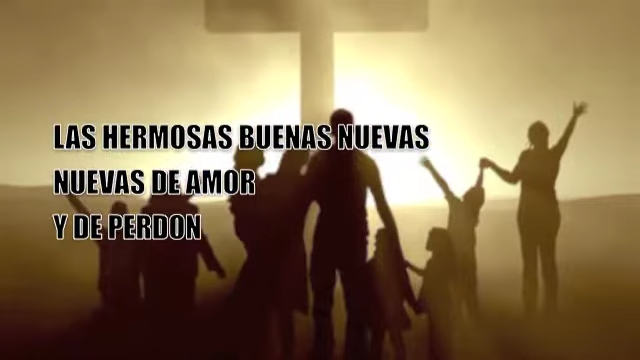 LAS HERMOSAS BUENAS NUEVAS
NUEVAS DE AMOR
Y DE PERDON